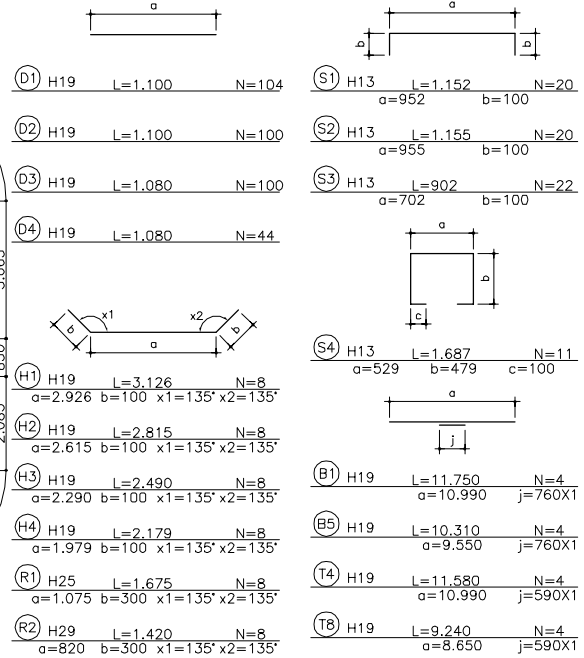 a
D1 H19 L=1.100 N=104
D2 H19 L=1.100 N=100
D3 H19 L=1.080 N=100
D4 H19 L=1.080 N=44
x1 x2
b b
a
H1 H19 L=3.126 N=8
a=2.926 b=100 x1=135° x2=135°
H2 H19 L=2.815 N=8
a=2.615 b=100 x1=135° x2=135°
H3 H19 L=2.490 N=8
a=2.290 b=100 x1=135° x2=135°
H4 H19 L=2.179 N=8
a=1.979 b=100 x1=135° x2=135°
R1 H25 L=1.675 N=8
a=1.075 b=300 x1=135° x2=135°
R2 H29 L=1.420 N=8
a=820 b=300 x1=135° x2=135°
a
b b
S1 H13 L=1.152 N=20
a=952 b=100
S2 H13 L=1.155 N=20
a=955 b=100
S3 H13 L=902 N=22
a=702 b=100
a
b
c
S4 H13 L=1.687 N=11
a=529 b=479 c=100
a
j
B1 H19 L=11.750 N=4
a=10.990 j=760X1
B5 H19 L=10.310 N=4
a=9.550 j=760X1
T4 H19 L=11.580 N=4
a=10.990 j=590X1
T8 H19 L=9.240 N=4
a=8.650 j=590X1